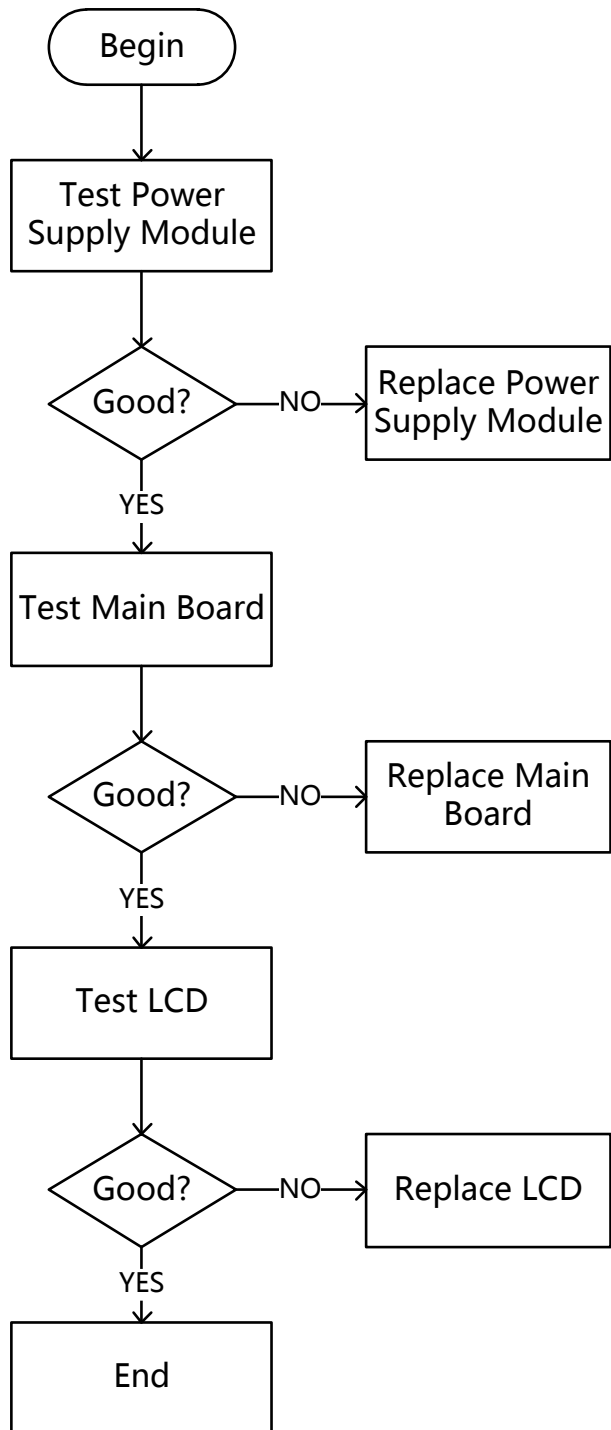 Begin
Test Power
Supply Module
Good?
NO
Replace Power
Supply Module
YES
Test Main Board
Good?
NO
Replace Main
Board
YES
Test LCD
Good?
NO
Replace LCD
YES
End